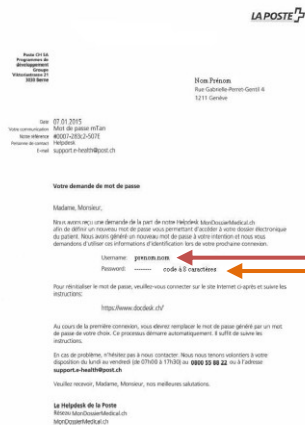 LA POSTE
Poste CH SA
Programmes de
développement
Groupe
Viktoriastrasse 21
3030 Berne
Nom Prénom
Rue Gabrielle-Perret-Gentil 4
1211 Genève
Date 07.01.2015
Votre communication Mot de passe mTan
Notre référence #0007-283c2-507E
Personne de contact Helpdesk
E-mail support.e-health@post.ch
Votre demande de mot de passe
Madame, Monsieur,
Nous avons reçu une demande de la part de notre Helpdesk MonDossierMedical.ch
afin de définir un nouveau mot de passe vous permettant d'accéder à votre dossier électronique
du patient. Nous avons généré un nouveau mot de passe à votre intention et nous vous
demandons d'utiliser ces informations d'identification lors de votre prochaine connexion.
Username: prenom.nom
Password: -------- code à 8 caractères
Pour réinitialiser le mot de passe, veuillez-vous connecter sur le site Internet ci-après et suivre les
instructions:
https://www.docdesk.ch/
Au cours de la première connexion, vous devrez remplacer le mot de passe généré par un mot
de passe de votre choix. Ce processus démarre automatiquement. Il suffit de suivre les
instructions.
En cas de problème, n'hésitez pas à nous contacter. Nous nous tenons volontiers à votre
disposition du lundi au vendredi (de 07h00 à 17h30) au 0800 55 88 22 ou à l'adresse
support.e-health@post.ch
Veuillez recevoir, Madame, Monsieur, nos meilleures salutations.
Le Helpdesk de la Poste
Réseau MonDossierMedical.ch
MonDossierMedical.ch